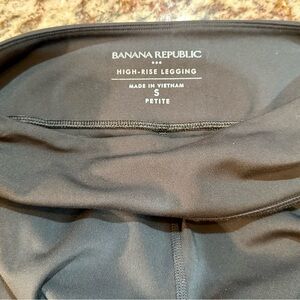 BANANA REPUBLIC
HIGH-RISE LEGGING
MADE IN VIETNAM
S
PETITE